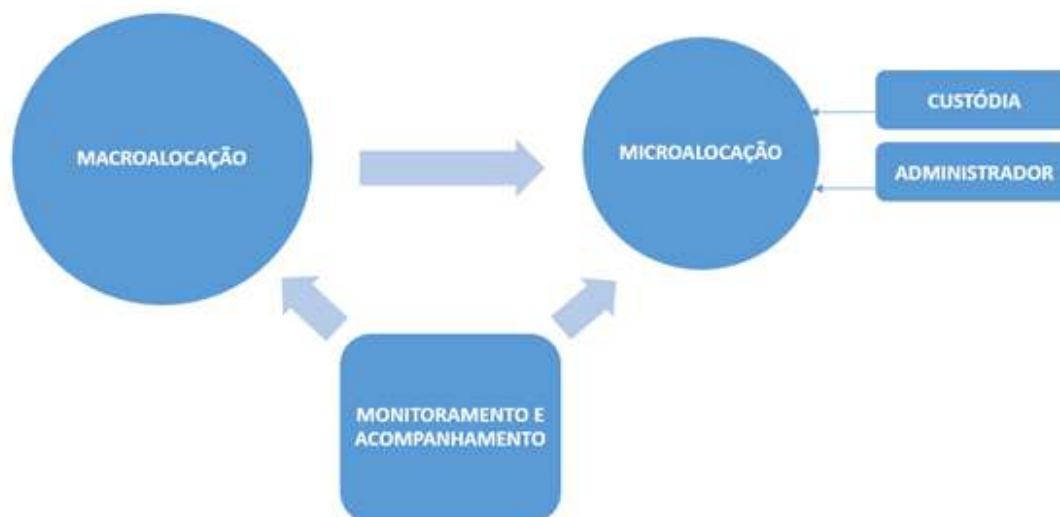 MACROALOCAÇÃO
MICROALOCAÇÃO
CUSTÓDIA
ADMINISTRADOR
MONITORAMENTO E
ACOMPANHAMENTO